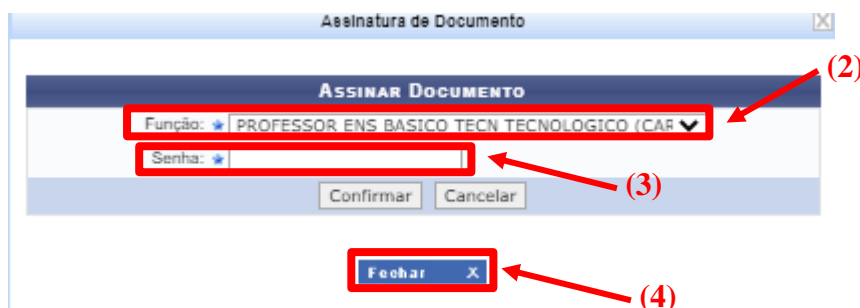 Assinatura de Documento X
(2)
ASSINAR DOCUMENTO
Função: PROFESSOR ENS BASICO TECN TECNOLOGICO (CAR
Senha:
(3)
Confirmar Cancelar
Fechar X
(4)